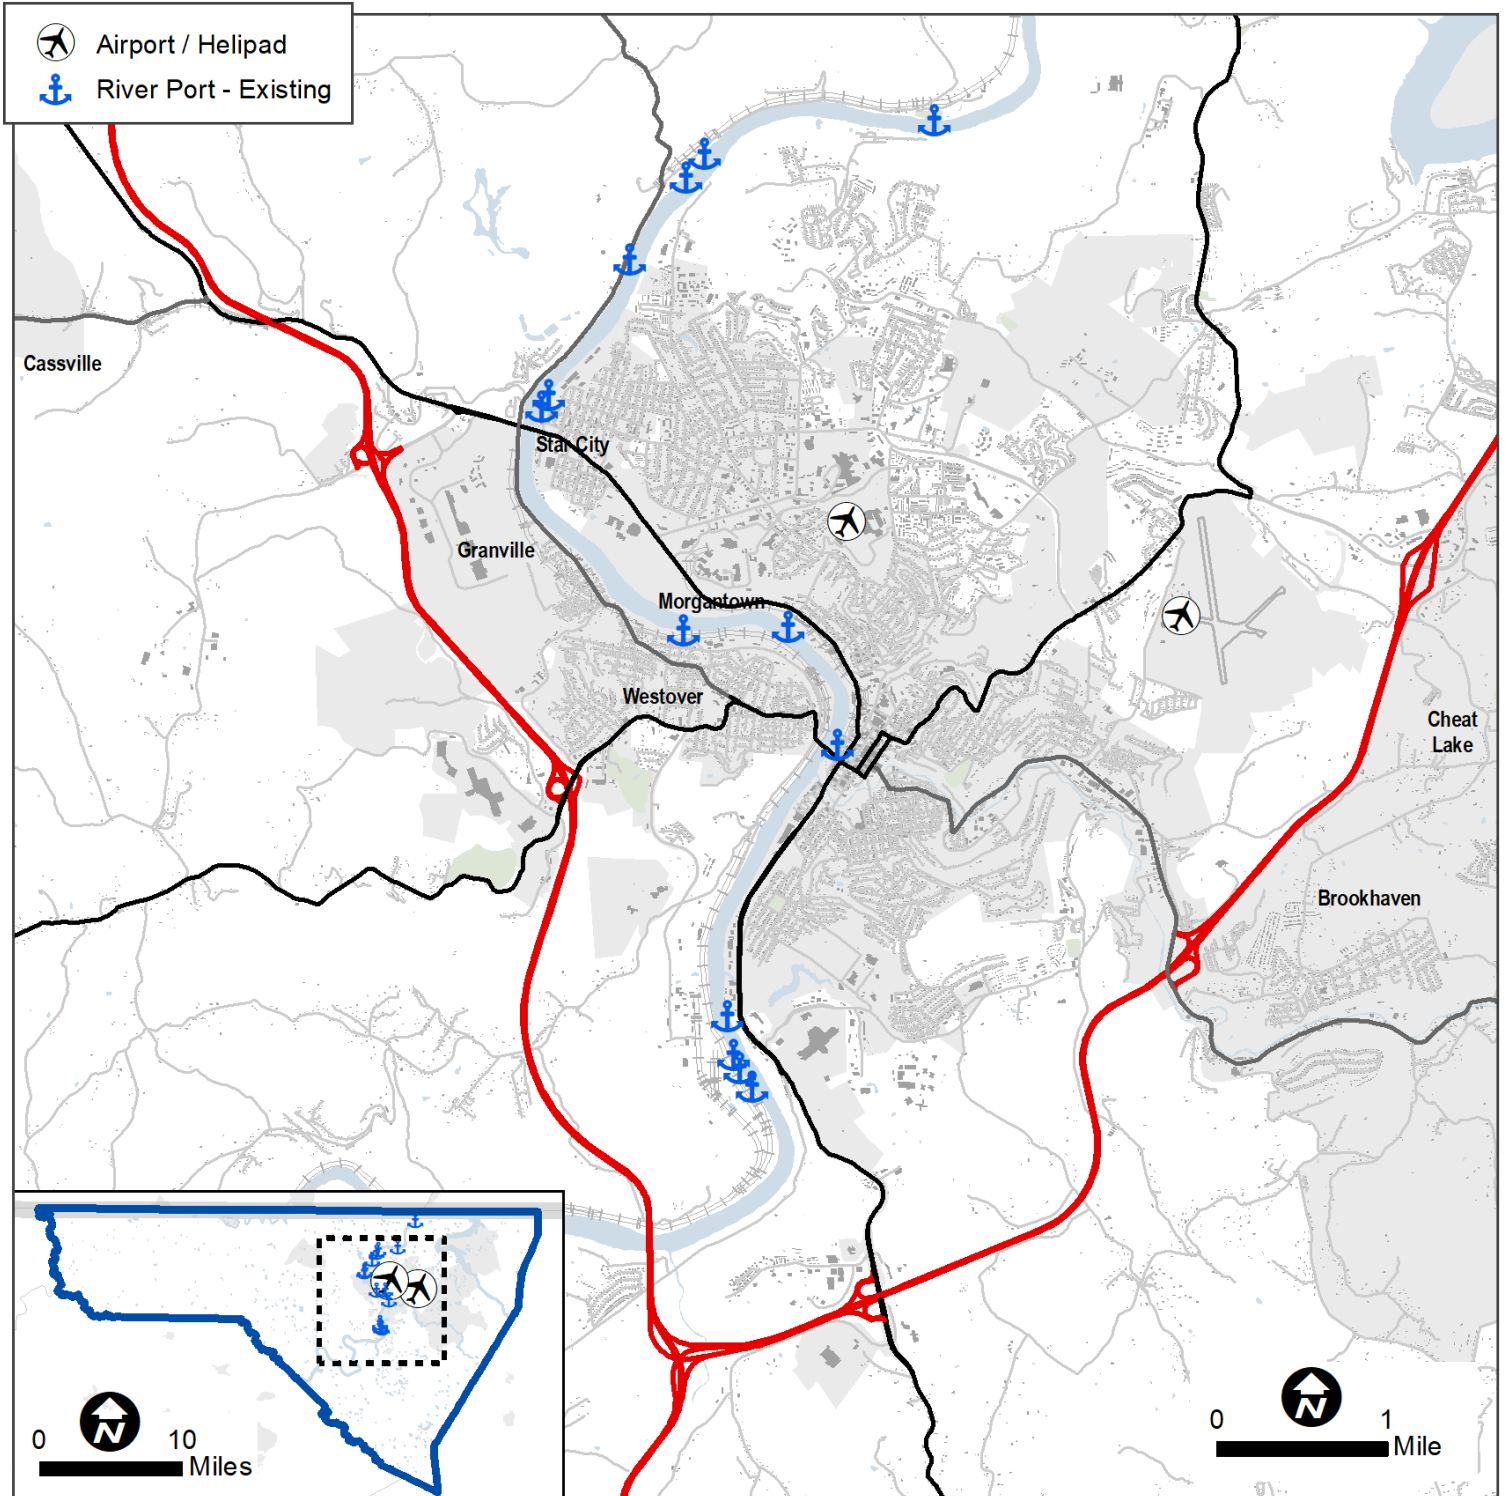 Airport / Helipad
River Port - Existing
Cassville
Star City
Granville
Morgantown
Westover
Cheat
Lake
Brookhaven
N
0 10
Miles
N
0 1
Mile